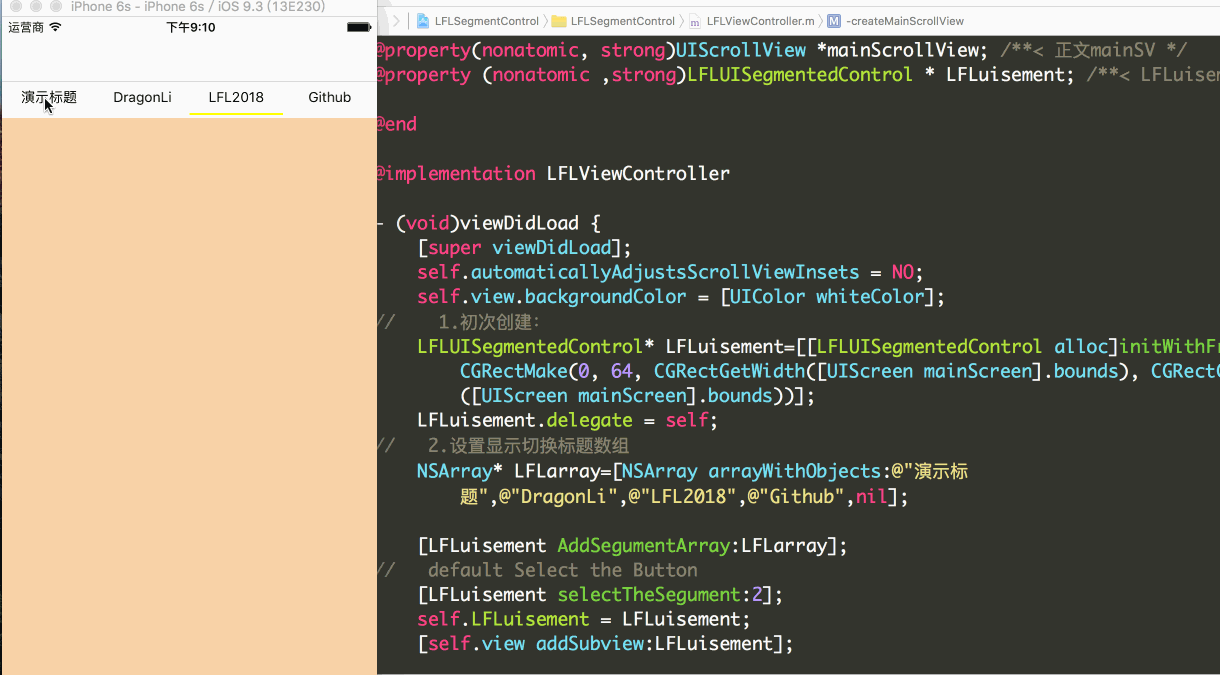 iPhone 6s - iPhone 6s / iOS 9.3 (13E230)
运营商 下午9:10
演示标题 DragonLi LFL2018 Github
LFLSegmentControl LFLSegumentControl LFLViewController.m M -createMainScrollView
@property(nonatomic, strong)UIScrollView *mainScrollView; /**< 正文mainSV */
@property (nonatomic ,strong)LFLUISegmentedControl * LFLuisement; /**< LFLuisem
@end
@implementation LFLViewController
- (void)viewDidLoad {
[super viewDidLoad];
self.automaticallyAdjustsScrollViewInsets = NO;
self.view.backgroundColor = [UIColor whiteColor];
// 1.初次创建：
LFLUISegmentedControl* LFLuisement=[[LFLUISegmentedControl alloc]initWithFr
CGRectMake(0, 64, CGRectGetWidth([UIScreen mainScreen].bounds), CGRectG
([UIScreen mainScreen].bounds))];
LFLuisement.delegate = self;
// 2.设置显示切换标题数组
NSArray* LFLarray=[NSArray arrayWithObjects:@"演示标
题",@"DragonLi",@"LFL2018",@"Github",nil];
[LFLuisement AddSegumentArray:LFLarray];
// default Select the Button
[LFLuisement selectTheSegument:2];
self.LFLuisement = LFLuisement;
[self.view addSubview:LFLuisement];